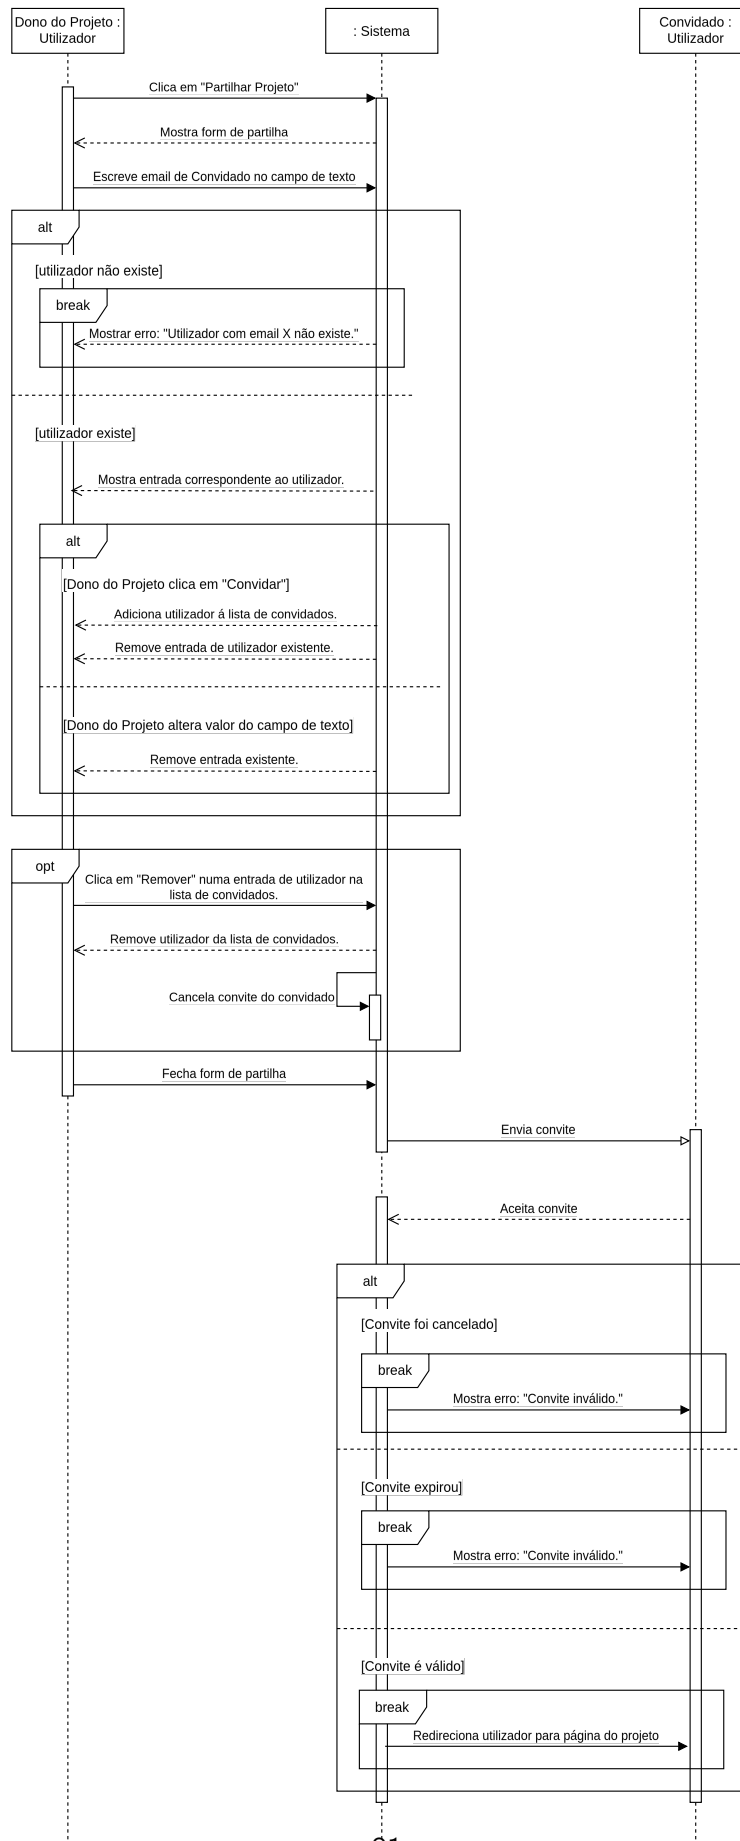 Dono do Projeto :
Utilizador
: Sistema
Convidado :
Utilizador
Clica em "Partilhar Projeto"
Mostra form de partilha
Escreve email de Convidado no campo de texto
alt
[utilizador não existe]
break
Mostrar erro: "Utilizador com email X não existe."
[utilizador existe]
Mostra entrada correspondente ao utilizador.
alt
[Dono do Projeto clica em "Convidar"]
Adiciona utilizador á lista de convidados.
Remove entrada de utilizador existente.
[Dono do Projeto altera valor do campo de texto]
Remove entrada existente.
opt
Clica em "Remover" numa entrada de utilizador na
lista de convidados.
Remove utilizador da lista de convidados.
Cancela convite do convidado
Fecha form de partilha
Envia convite
Aceita convite
alt
[Convite foi cancelado]
break
Mostra erro: "Convite inválido."
[Convite expirou]
break
Mostra erro: "Convite inválido."
[Convite é válido]
break
Redireciona utilizador para página do projeto